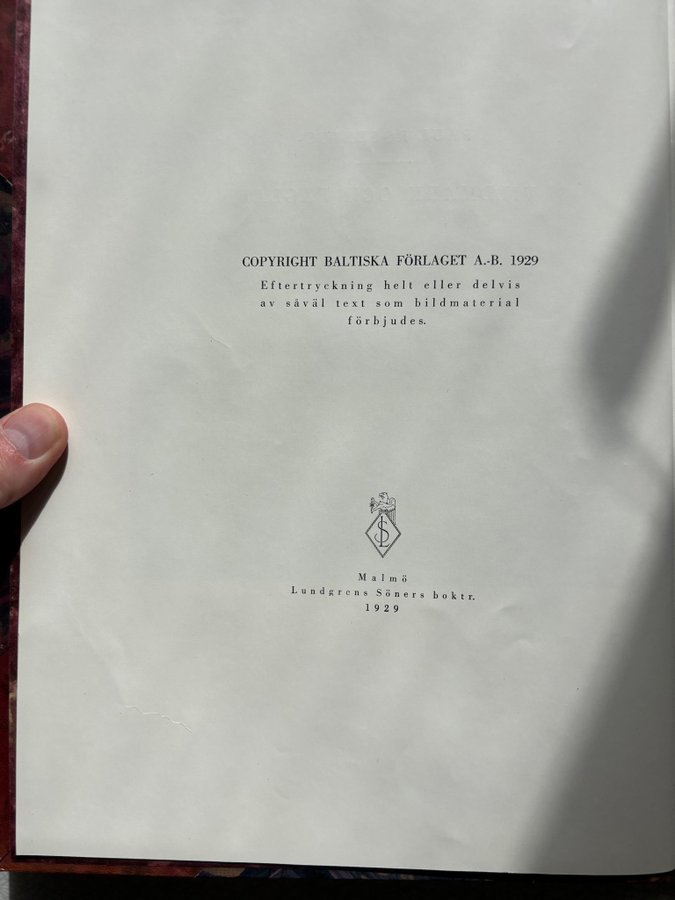 COPYRIGHT BALTISKA FÖRLAGET A.-B. 1929
Eftertryckning helt eller delvis
av såväl text som bildmaterial
förbjudes.
LS
Malmö
Lundgrens Söners boktr.
1929